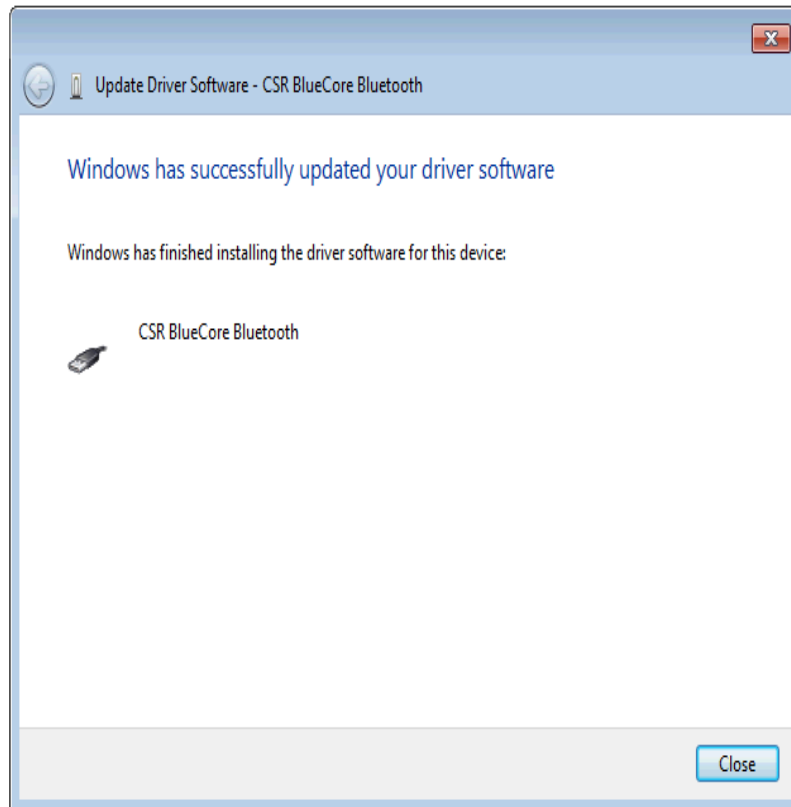 Update Driver Software - CSR BlueCore Bluetooth
Windows has successfully updated your driver software
Windows has finished installing the driver software for this device:
CSR BlueCore Bluetooth
Close